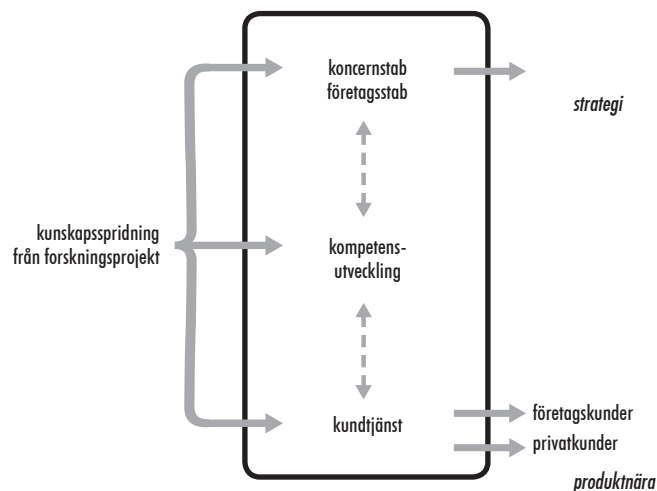 koncernstab
företagsstab
strategi
kunskapsspridning
från forskningsprojekt
kompetens-
utveckling
kundtjänst
företagskunder
privatkunder
produktnära